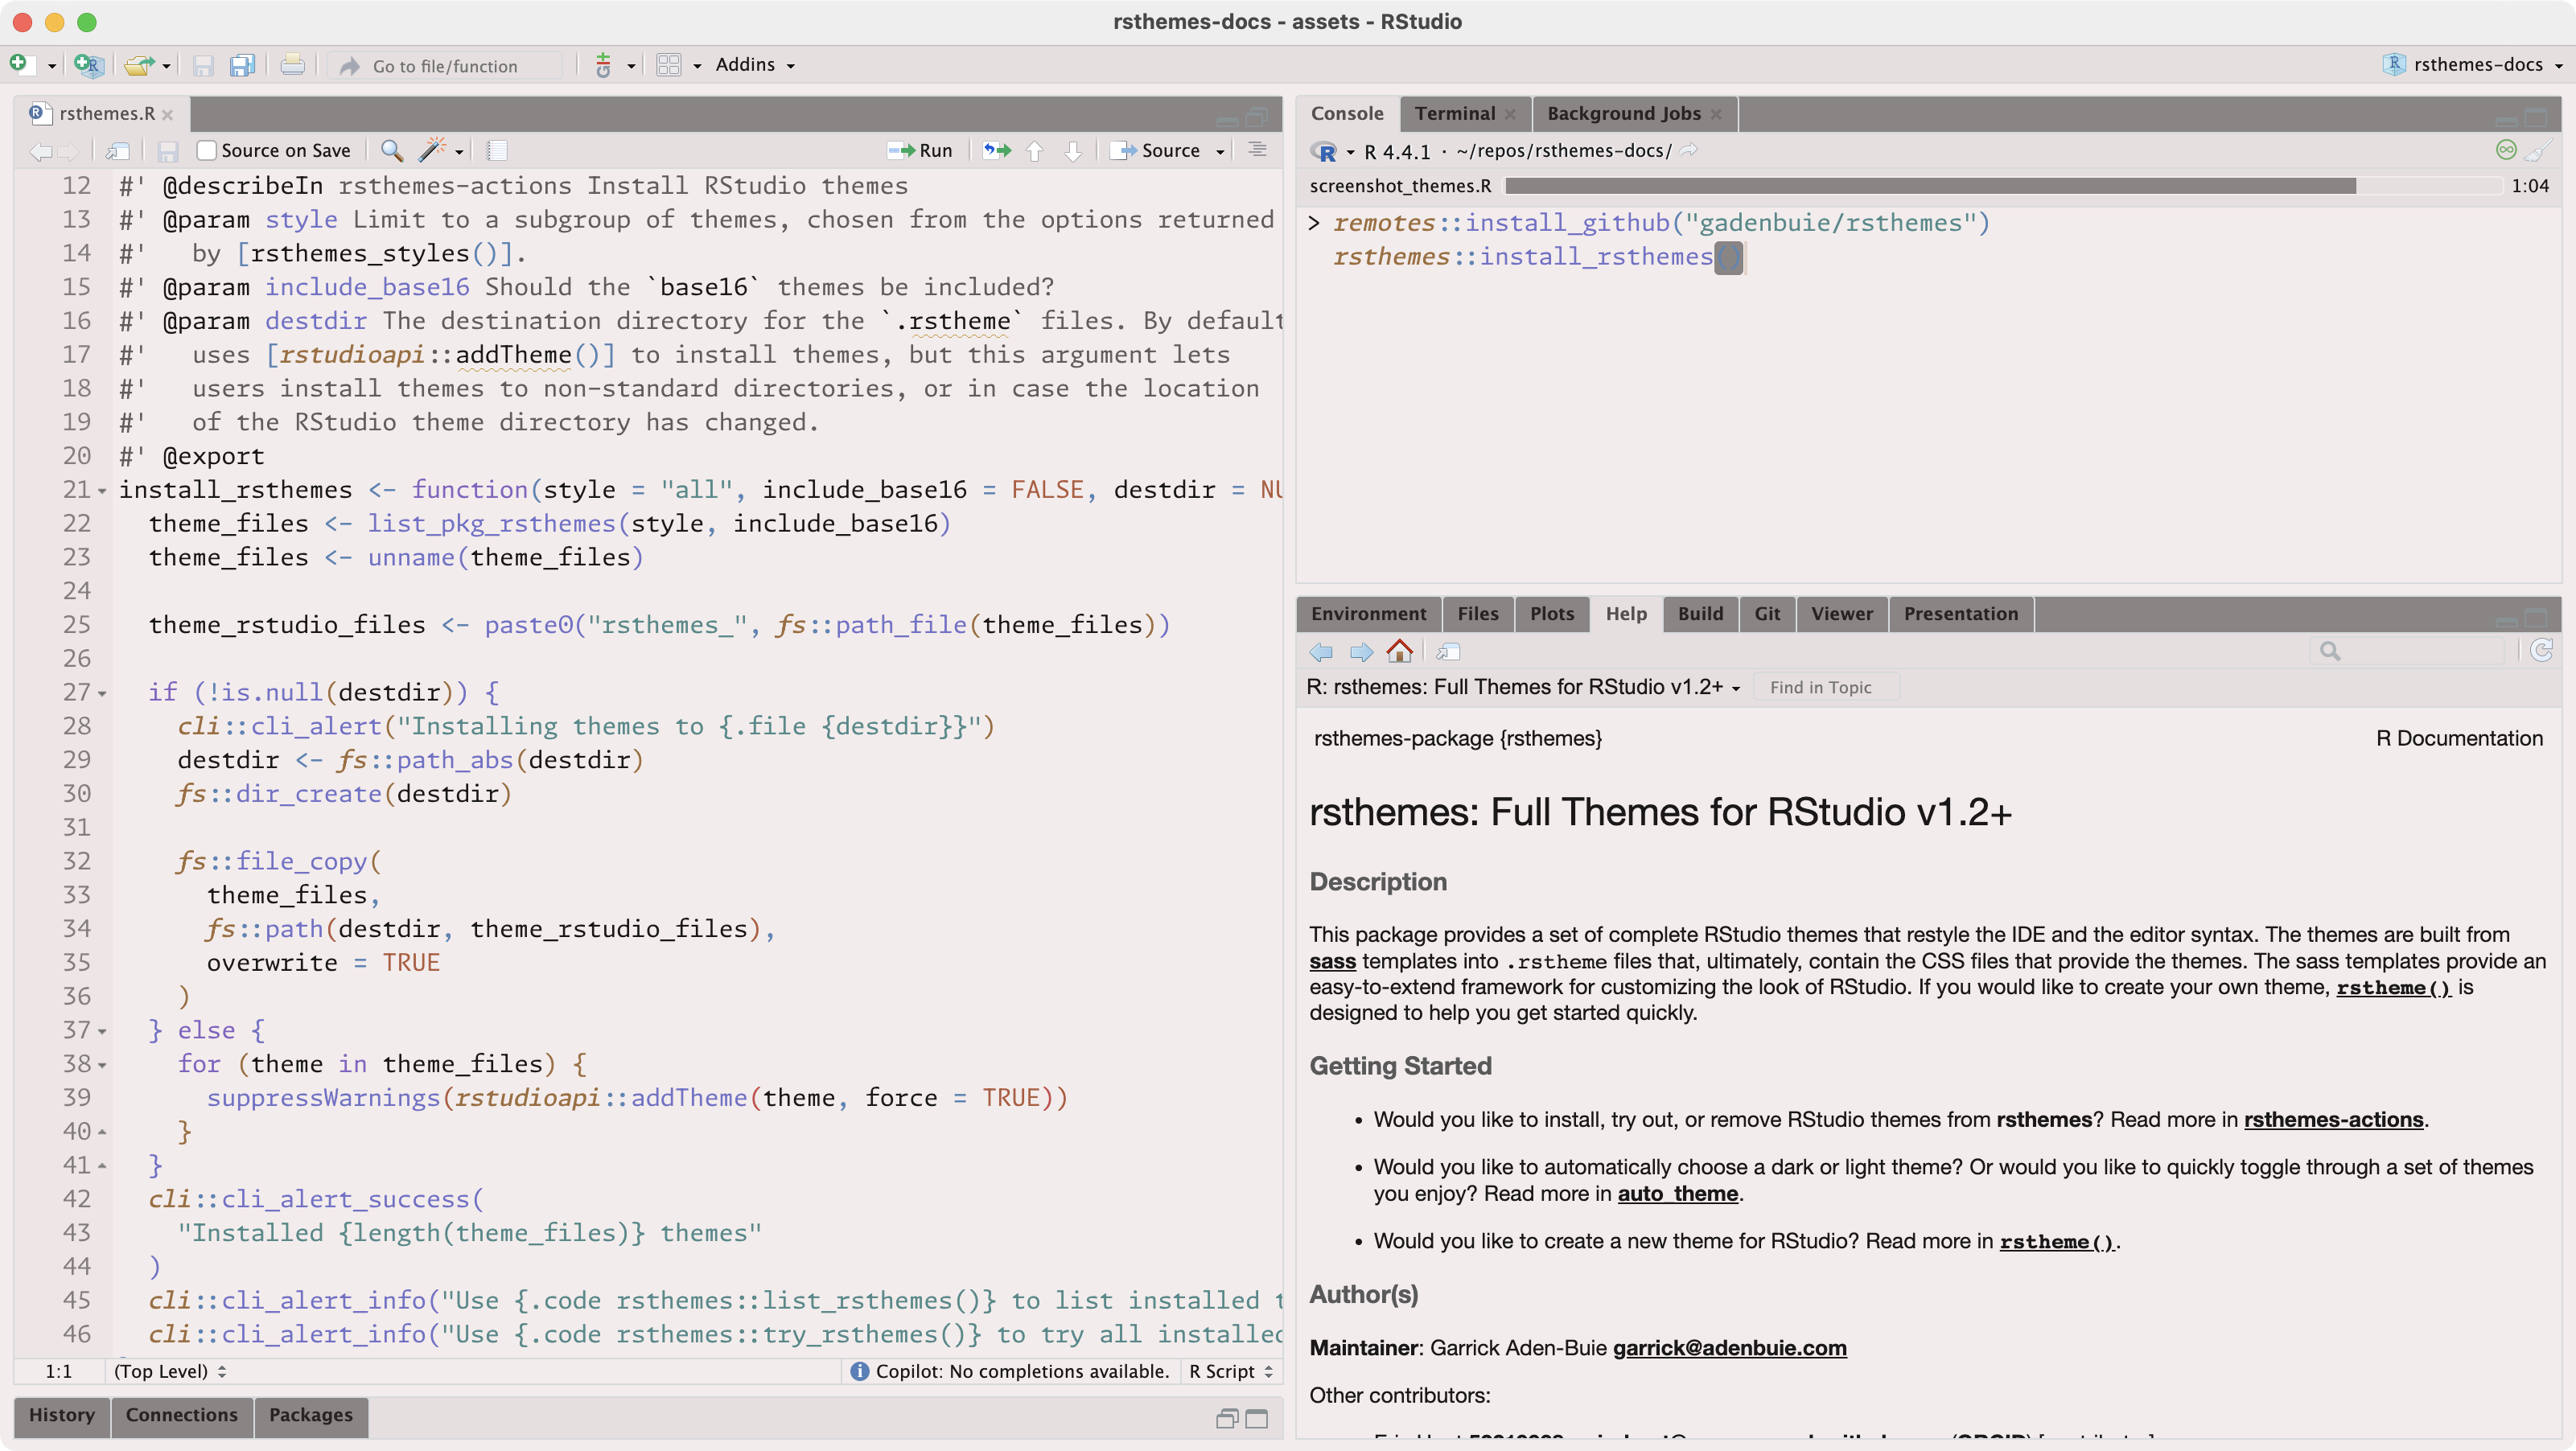 rsthemes-docs - assets - RStudio
Go to file/function
Addins
rsthemes-docs
rsthemes.R
Source on Save
Run
Source
12 #' @describeIn rsthemes-actions Install RStudio themes
13 #' @param style Limit to a subgroup of themes, chosen from the options returned
14 #'   by [rsthemes_styles()].
15 #' @param include_base16 Should the `base16` themes be included?
16 #' @param destdir The destination directory for the `.rstheme` files. By default
17 #'   uses [rstudioapi::addTheme()] to install themes, but this argument lets
18 #'   users install themes to non-standard directories, or in case the location
19 #'   of the RStudio theme directory has changed.
20 #' @export
21 install_rsthemes <- function(style = "all", include_base16 = FALSE, destdir = NU
22   theme_files <- list_pkg_rsthemes(style, include_base16)
23   theme_files <- unname(theme_files)
24
25   theme_rstudio_files <- paste0("rsthemes_", fs::path_file(theme_files))
26
27   if (!is.null(destdir)) {
28     cli::cli_alert("Installing themes to {.file {destdir}}")
29     destdir <- fs::path_abs(destdir)
30     fs::dir_create(destdir)
31
32     fs::file_copy(
33       theme_files,
34       fs::path(destdir, theme_rstudio_files),
35       overwrite = TRUE
36     )
37   } else {
38     for (theme in theme_files) {
39       suppressWarnings(rstudioapi::addTheme(theme, force = TRUE))
40     }
41   }
42   cli::cli_alert_success(
43     "Installed {length(theme_files)} themes"
44   )
45   cli::cli_alert_info("Use {.code rsthemes::list_rsthemes()} to list installed t
46   cli::cli_alert_info("Use {.code rsthemes::try_rsthemes()} to try all installed
1:1 (Top Level)
Copilot: No completions available.
R Script
History Connections Packages
Console Terminal Background Jobs
R 4.4.1 · ~/repos/rsthemes-docs/
screenshot_themes.R 1:04
> remotes::install_github("gadenbuie/rsthemes")
rsthemes::install_rsthemes()
Environment Files Plots Help Build Git Viewer Presentation
R: rsthemes: Full Themes for RStudio v1.2+ Find in Topic
rsthemes-package {rsthemes} R Documentation
rsthemes: Full Themes for RStudio v1.2+
Description
This package provides a set of complete RStudio themes that restyle the IDE and the editor syntax. The themes are built from
sass templates into .rstheme files that, ultimately, contain the CSS files that provide the themes. The sass templates provide an
easy-to-extend framework for customizing the look of RStudio. If you would like to create your own theme, rstheme() is
designed to help you get started quickly.
Getting Started
• Would you like to install, try out, or remove RStudio themes from rsthemes? Read more in rsthemes-actions.
• Would you like to automatically choose a dark or light theme? Or would you like to quickly toggle through a set of themes
you enjoy? Read more in auto_theme.
• Would you like to create a new theme for RStudio? Read more in rstheme().
Author(s)
Maintainer: Garrick Aden-Buie garrick@adenbuie.com
Other contributors: